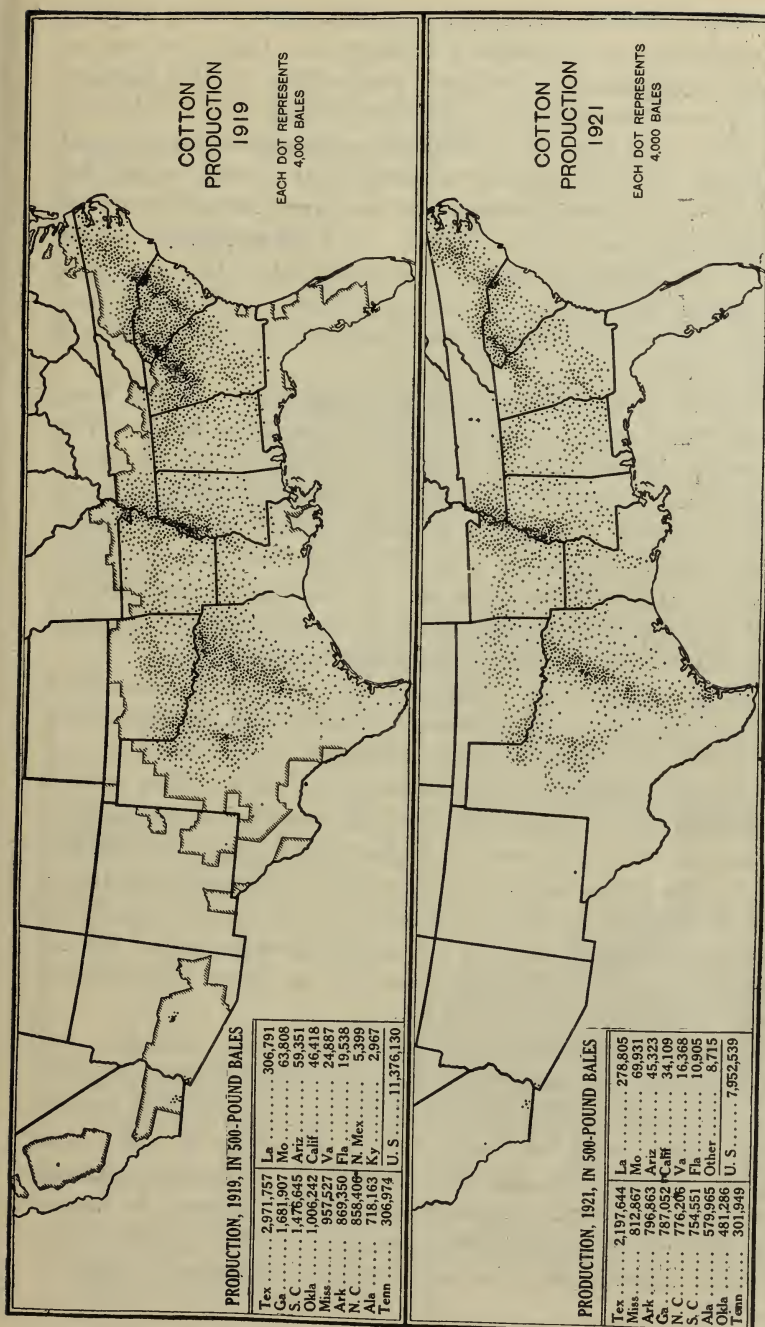 COTTON
PRODUCTION
1919
EACH DOT REPRESENTS
4,000 BALES
PRODUCTION, 1919, IN 500-POUND BALES
Tex ..... 2,971,757 La ..... 306,791
Ga ..... 1,681,907 Mo ..... 63,808
S. C ..... 1,476,645 Ariz ..... 59,351
Okla ..... 1,006,242 Calif ..... 46,418
Miss ..... 957,527 Va ..... 24,887
Ark ..... 869,350 Fla ..... 19,538
N. C ..... 858,406 N. Mex ..... 5,399
Ala ..... 718,163 Ky ..... 2,967
Tenn ..... 306,974 U. S ..... 11,376,130
COTTON
PRODUCTION
1921
EACH DOT REPRESENTS
4,000 BALES
PRODUCTION, 1921, IN 500-POUND BALES
Tex ..... 2,197,644 La ..... 278,805
Miss ..... 812,867 Mo ..... 69,931
Ark ..... 796,863 Ariz ..... 45,323
Ga ..... 787,052 Calif ..... 34,109
N. C ..... 776,206 Va ..... 16,368
S. C ..... 754,551 Fla ..... 10,905
Ala ..... 579,965 Other ..... 8,715
Okla ..... 481,286 U. S ..... 7,952,539
Tenn ..... 301,949